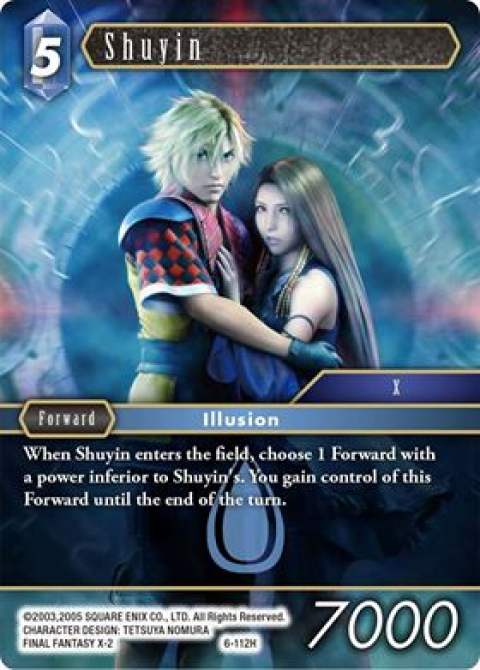 5
Shuyin
X
Forward
Illusion
When Shuyin enters the field, choose 1 Forward with
a power inferior to Shuyin's. You gain control of this
Forward until the end of the turn.
©2003,2005 SQUARE ENIX CO., LTD. All Rights Reserved.
CHARACTER DESIGN: TETSUYA NOMURA
FINAL FANTASY X-2
6-112H
7000